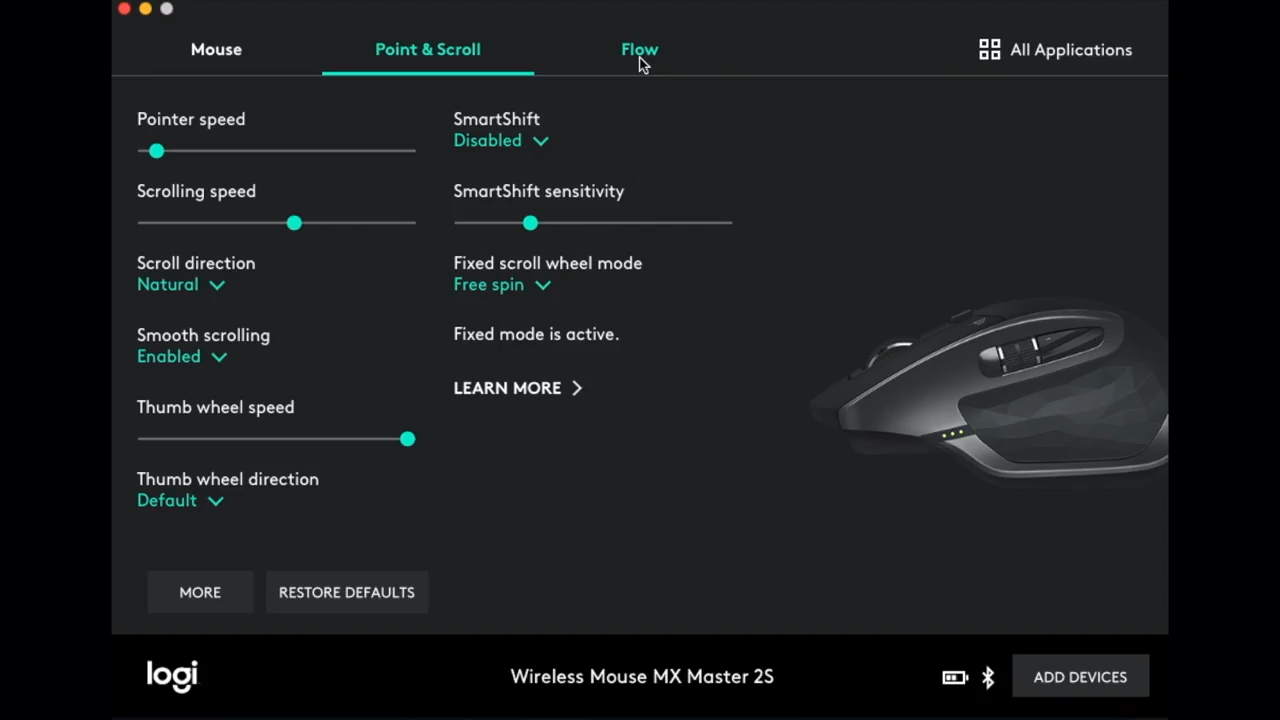 Mouse
Point & Scroll
Flow
All Applications
Pointer speed
Scrolling speed
Scroll direction
Natural
Smooth scrolling
Enabled
Thumb wheel speed
Thumb wheel direction
Default
SmartShift
Disabled
SmartShift sensitivity
Fixed scroll wheel mode
Free spin
Fixed mode is active.
LEARN MORE
MORE
RESTORE DEFAULTS
logi
Wireless Mouse MX Master 2S
ADD DEVICES